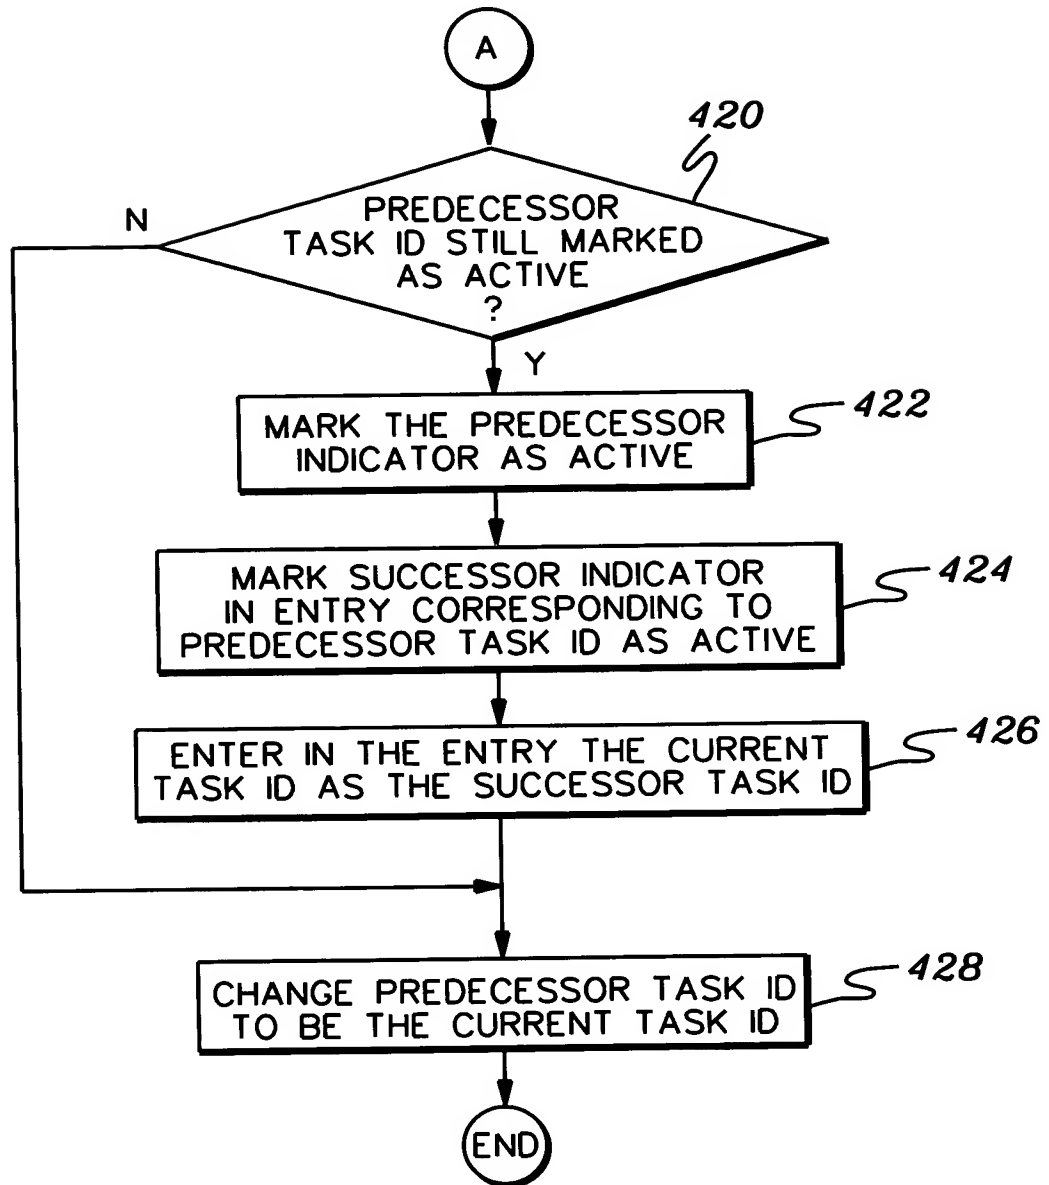 A
420
PREDECESSOR
TASK ID STILL MARKED
AS ACTIVE
?
N
Y
MARK THE PREDECESSOR
INDICATOR AS ACTIVE
422
MARK SUCCESSOR INDICATOR
IN ENTRY CORRESPONDING TO
PREDECESSOR TASK ID AS ACTIVE
424
ENTER IN THE ENTRY THE CURRENT
TASK ID AS THE SUCCESSOR TASK ID
426
CHANGE PREDECESSOR TASK ID
TO BE THE CURRENT TASK ID
428
END